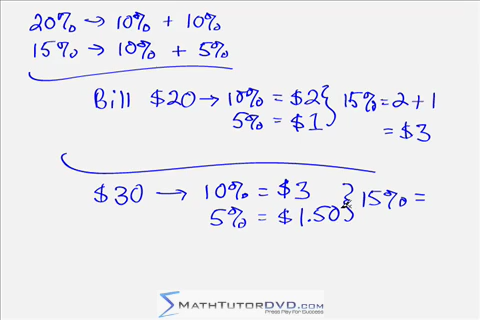 20% → 10% + 10%
15% → 10% + 5%
Bill $20 → 10% = $2 } 15% = 2 + 1
5% = $1 = $3
$30 → 10% = $3 } 15% =
5% = $1.50
MATHTUTORDVD.COM
Press Play For Success